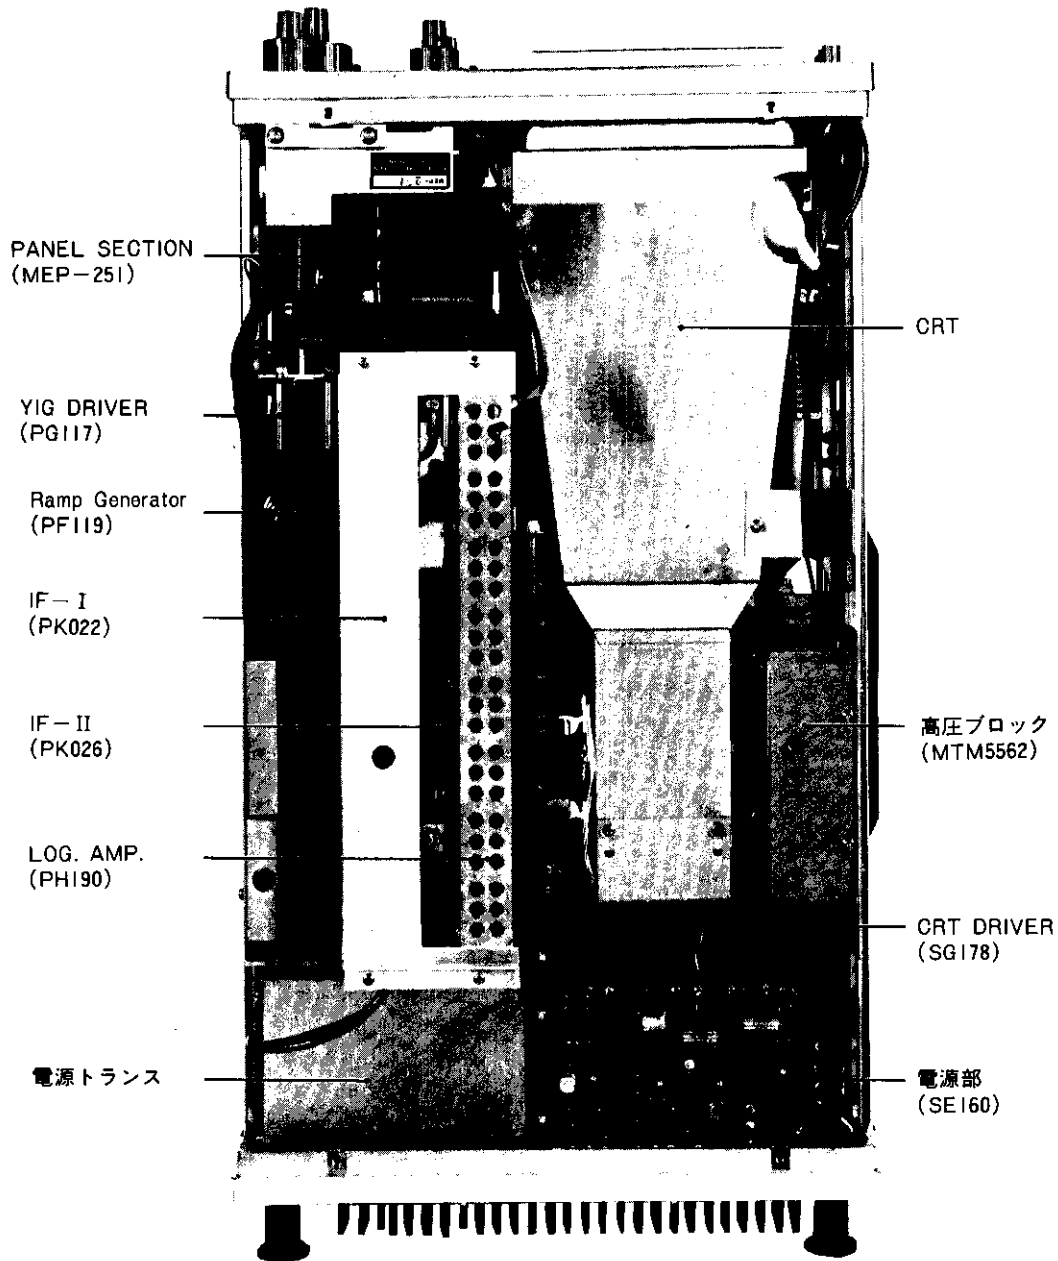 PANEL SECTION
(MEP-251)
YIG DRIVER
(PG117)
Ramp Generator
(PF119)
IF-I
(PK022)
IF-II
(PK026)
LOG. AMP.
(PH190)
電源トランス
CRT
高圧ブロック
(MTM5562)
CRT DRIVER
(SG178)
電源部
(SE160)